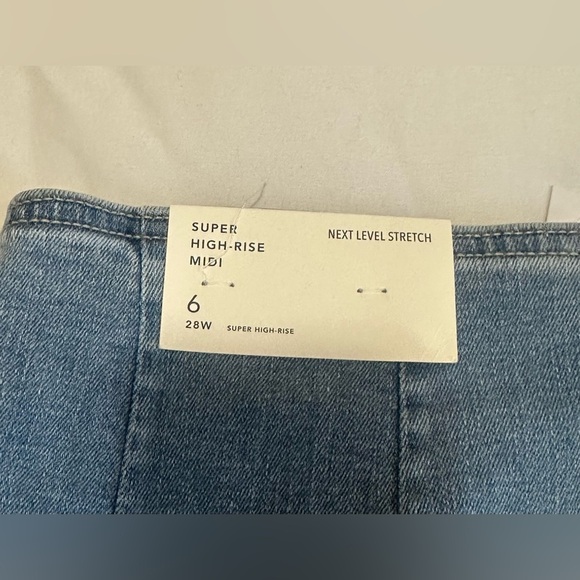 SUPER
HIGH-RISE
MIDI
NEXT LEVEL STRETCH
6
28W SUPER HIGH-RISE